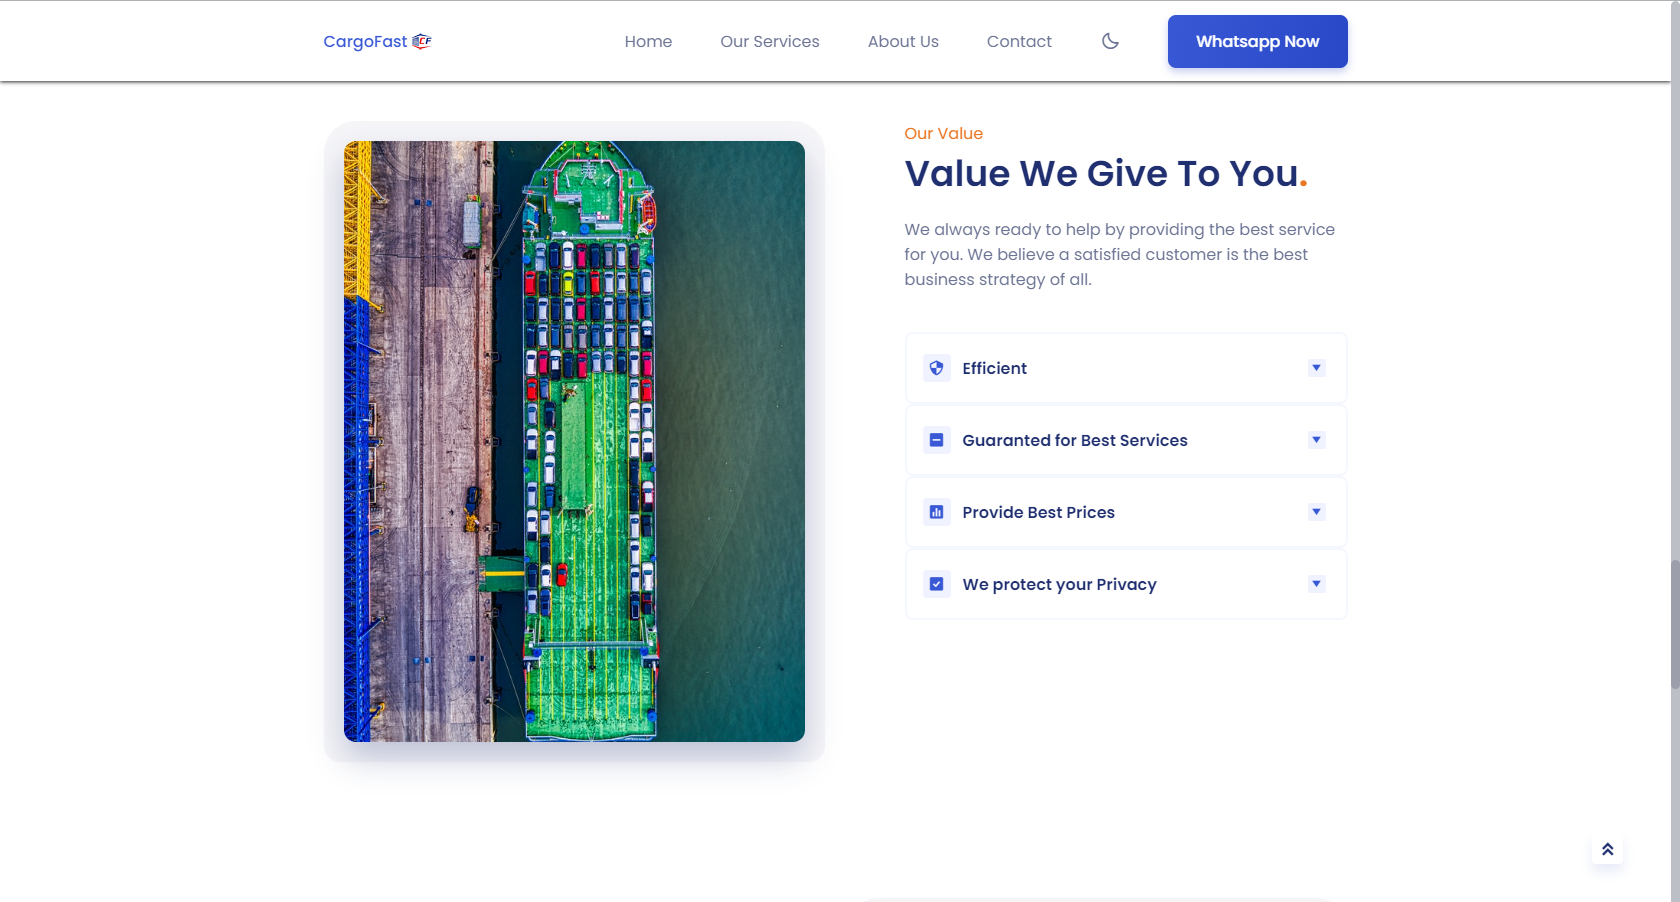 CargoFast CF
Home
Our Services
About Us
Contact
Whatsapp Now
Our Value
Value We Give To You.
We always ready to help by providing the best service
for you. We believe a satisfied customer is the best
business strategy of all.
Efficient
Guaranted for Best Services
Provide Best Prices
We protect your Privacy